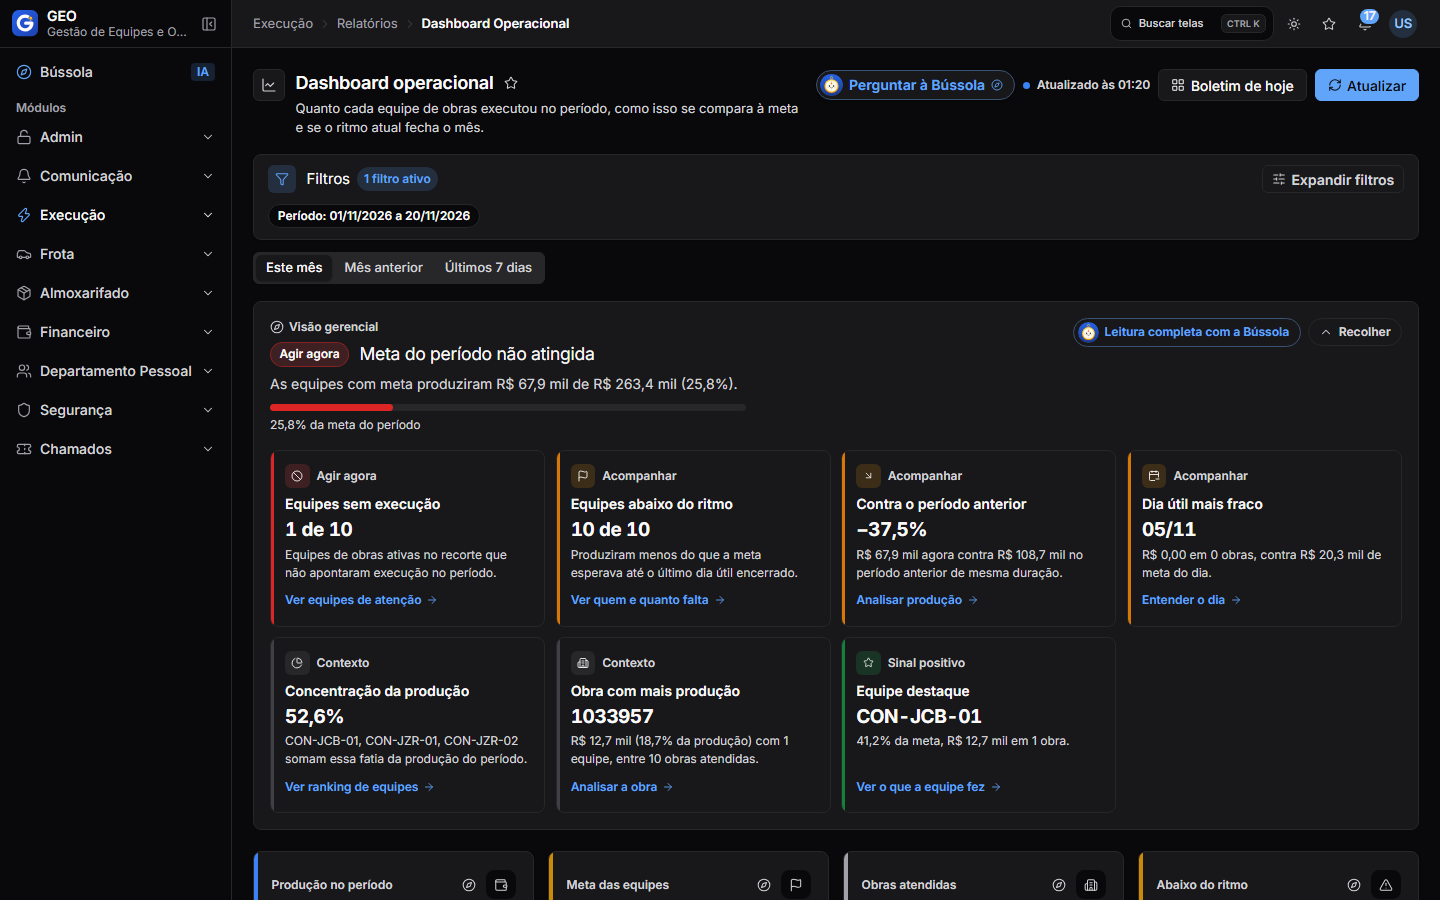 GEO
Gestão de Equipes e O...
Bússola
IA
Módulos
Admin
Comunicação
Execução
Frota
Almoxarifado
Financeiro
Departamento Pessoal
Segurança
Chamados
Execução
Relatórios
Dashboard Operacional
Buscar telas
CTRL K
17
US
Dashboard operacional
Quanto cada equipe de obras executou no período, como isso se compara à meta
e se o ritmo atual fecha o mês.
Perguntar à Bússola
Atualizado às 01:20
Boletim de hoje
Atualizar
Filtros
1 filtro ativo
Expandir filtros
Período: 01/11/2026 a 20/11/2026
Este mês
Mês anterior
Últimos 7 dias
Visão gerencial
Leitura completa com a Bússola
Recolher
Agir agora
Meta do período não atingida
As equipes com meta produziram R$ 67,9 mil de R$ 263,4 mil (25,8%).
25,8% da meta do período
Agir agora
Equipes sem execução
1 de 10
Equipes de obras ativas no recorte que
não apontaram execução no período.
Ver equipes de atenção
Acompanhar
Equipes abaixo do ritmo
10 de 10
Produziram menos do que a meta
esperava até o último dia útil encerrado.
Ver quem e quanto falta
Acompanhar
Contra o período anterior
−37,5%
R$ 67,9 mil agora contra R$ 108,7 mil no
período anterior de mesma duração.
Analisar produção
Acompanhar
Dia útil mais fraco
05/11
R$ 0,00 em 0 obras, contra R$ 20,3 mil de
meta do dia.
Entender o dia
Contexto
Concentração da produção
52,6%
CON-JCB-01, CON-JZR-01, CON-JZR-02
somam essa fatia da produção do período.
Ver ranking de equipes
Contexto
Obra com mais produção
1033957
R$ 12,7 mil (18,7% da produção) com 1
equipe, entre 10 obras atendidas.
Analisar a obra
Sinal positivo
Equipe destaque
CON-JCB-01
41,2% da meta, R$ 12,7 mil em 1 obra.
Ver o que a equipe fez
Produção no período
Meta das equipes
Obras atendidas
Abaixo do ritmo